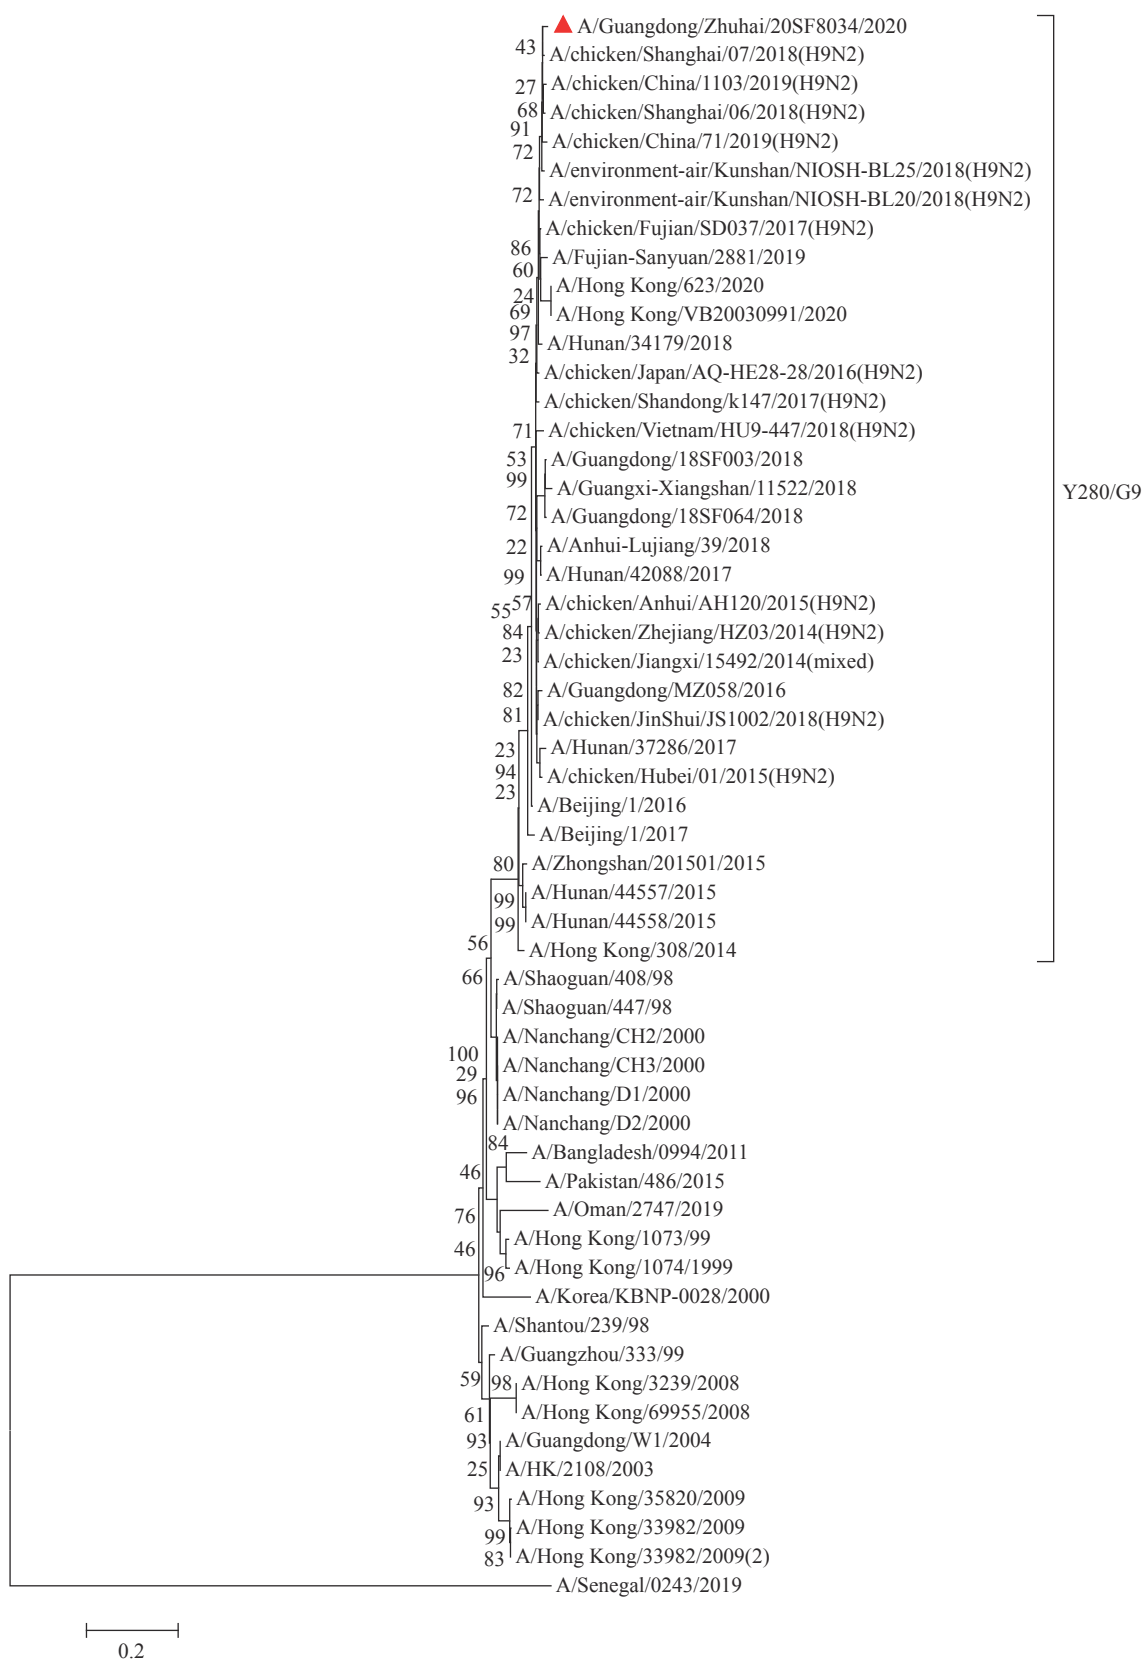 A/Guangdong/Zhuhai/20SF8034/2020
43
A/chicken/Shanghai/07/2018(H9N2)
27
A/chicken/China/1103/2019(H9N2)
68
A/chicken/Shanghai/06/2018(H9N2)
91
A/chicken/China/71/2019(H9N2)
72
A/environment-air/Kunshan/NIOSH-BL25/2018(H9N2)
72
A/environment-air/Kunshan/NIOSH-BL20/2018(H9N2)
A/chicken/Fujian/SD037/2017(H9N2)
86
A/Fujian-Sanyuan/2881/2019
60
A/Hong Kong/623/2020
24
69
A/Hong Kong/VB20030991/2020
97
A/Hunan/34179/2018
32
A/chicken/Japan/AQ-HE28-28/2016(H9N2)
A/chicken/Shandong/k147/2017(H9N2)
71
A/chicken/Vietnam/HU9-447/2018(H9N2)
53
A/Guangdong/18SF003/2018
99
A/Guangxi-Xiangshan/11522/2018
Y280/G9
72
A/Guangdong/18SF064/2018
22
A/Anhui-Lujiang/39/2018
99
A/Hunan/42088/2017
55
57
A/chicken/Anhui/AH120/2015(H9N2)
84
A/chicken/Zhejiang/HZ03/2014(H9N2)
23
A/chicken/Jiangxi/15492/2014(mixed)
82
A/Guangdong/MZ058/2016
81
A/chicken/JinShui/JS1002/2018(H9N2)
23
A/Hunan/37286/2017
94
A/chicken/Hubei/01/2015(H9N2)
23
A/Beijing/1/2016
A/Beijing/1/2017
80
A/Zhongshan/201501/2015
99
A/Hunan/44557/2015
99
A/Hunan/44558/2015
56
A/Hong Kong/308/2014
66
A/Shaoguan/408/98
A/Shaoguan/447/98
A/Nanchang/CH2/2000
100
A/Nanchang/CH3/2000
29
96
A/Nanchang/D1/2000
A/Nanchang/D2/2000
84
A/Bangladesh/0994/2011
46
A/Pakistan/486/2015
76
A/Oman/2747/2019
46
A/Hong Kong/1073/99
96
A/Hong Kong/1074/1999
A/Korea/KBNP-0028/2000
A/Shantou/239/98
A/Guangzhou/333/99
59
98
A/Hong Kong/3239/2008
61
A/Hong Kong/69955/2008
93
A/Guangdong/W1/2004
25
A/HK/2108/2003
93
A/Hong Kong/35820/2009
99
A/Hong Kong/33982/2009
83
A/Hong Kong/33982/2009(2)
A/Senegal/0243/2019
0.2